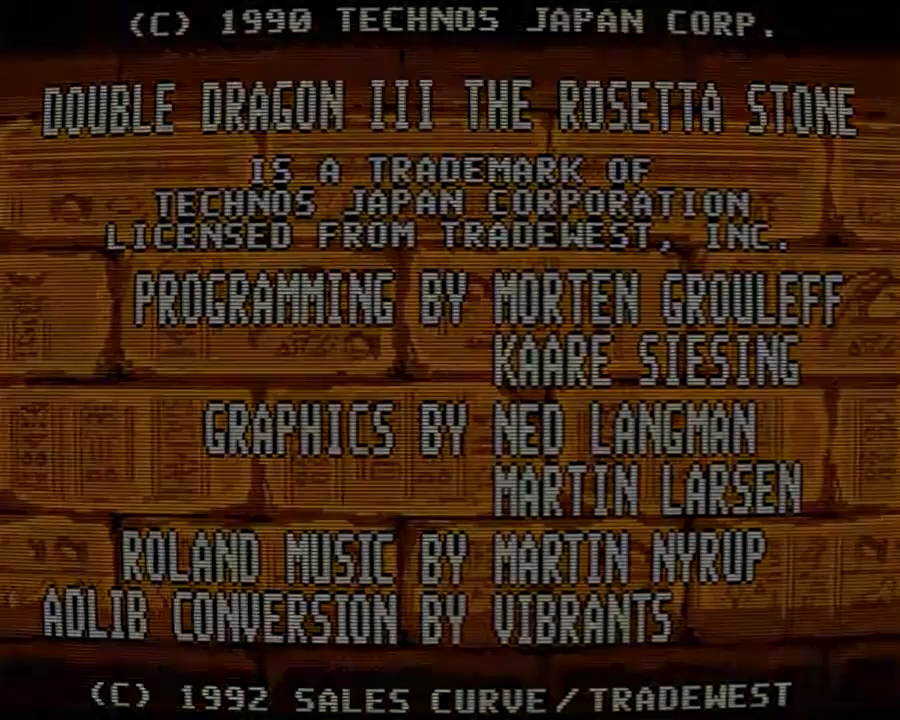 (C) 1990 TECHNOS JAPAN CORP.
DOUBLE DRAGON III THE ROSETTA STONE
IS A TRADEMARK OF
TECHNOS JAPAN CORPORATION
LICENSED FROM TRADEWEST, INC.
PROGRAMMING BY MORTEN GROULEFF
KAARE SIESING
GRAPHICS BY NED LANGMAN
MARTIN LARSEN
ROLAND MUSIC BY MARTIN NYRUP
ADLIB CONVERSION BY VIBRANTS
(C) 1992 SALES CURVE/TRADEWEST